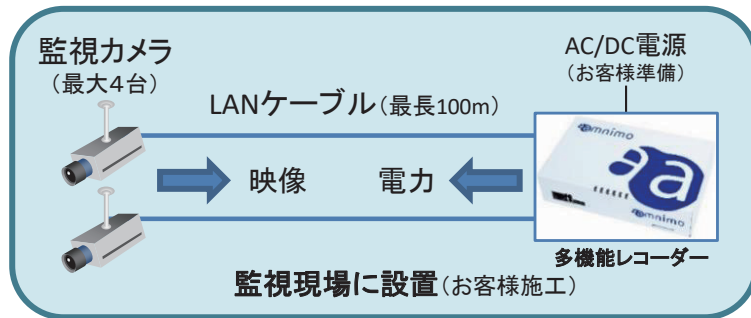 監視カメラ
(最大4台)
AC/DC電源
(お客様準備)
LANケーブル(最長100m)
omnimo
映像
電力
a
omnimo
多機能レコーダー
監視現場に設置(お客様施工)